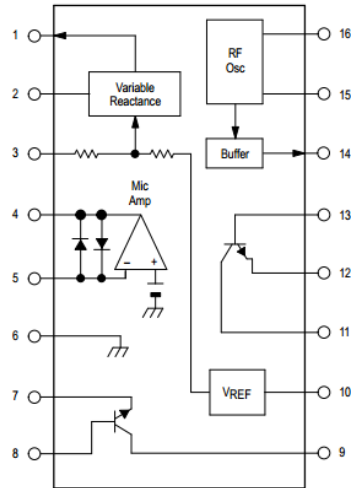 1
2
3
4
5
6
7
8
16
15
14
13
12
11
10
9
Variable
Reactance
RF
Osc
Buffer
Mic
Amp
–
+
VREF